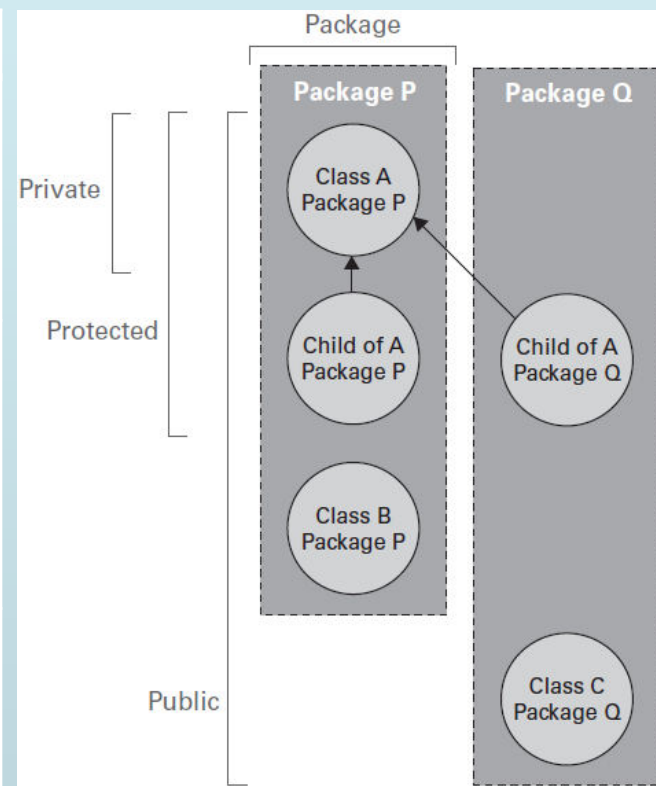 Package
Package P
Package Q
Private
Class A
Package P
Protected
Child of A
Package P
Child of A
Package Q
Class B
Package P
Public
Class C
Package Q